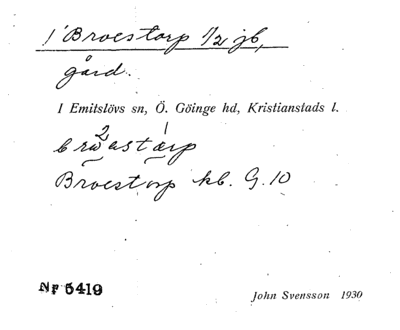 1 Broestorp 1/2 jb,
gård.
I Emitslövs sn, Ö. Göinge hd, Kristianstads l.
Broestorp kb. G. 10
Nr 5419
John Svensson 1930